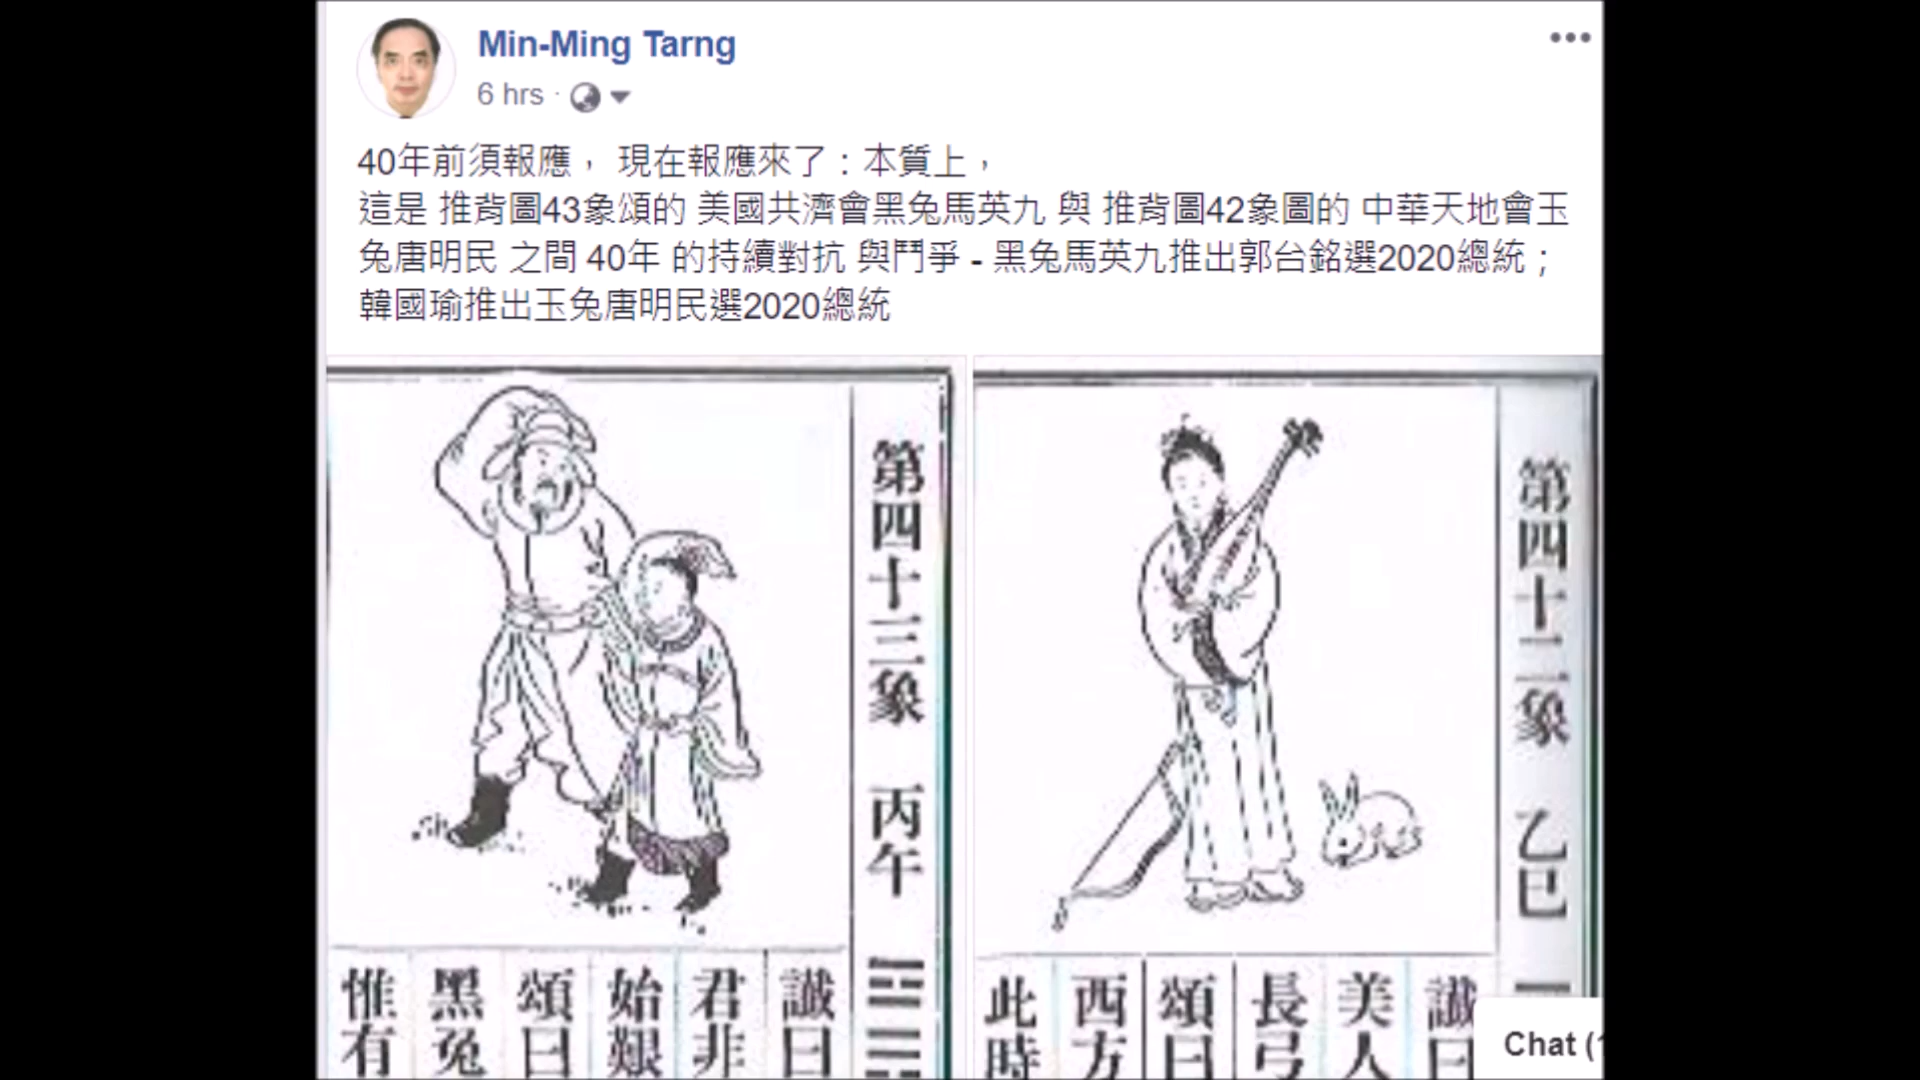 Min-Ming Tarng
6 hrs ·
40年前須報應， 現在報應來了：本質上，
這是 推背圖43象頌的 美國共濟會黑兔馬英九 與 推背圖42象圖的 中華天地會玉
兔唐明民 之間 40年 的持續對抗 與鬥爭 - 黑兔馬英九推出郭台銘選2020總統；
韓國瑜推出玉兔唐明民選2020總統
第四十三象 丙午
讖曰
君非
始艱
頌曰
黑兔
惟有
第四十二象 乙巳
讖曰
美人
長弓
頌曰
西方
此時
Chat (